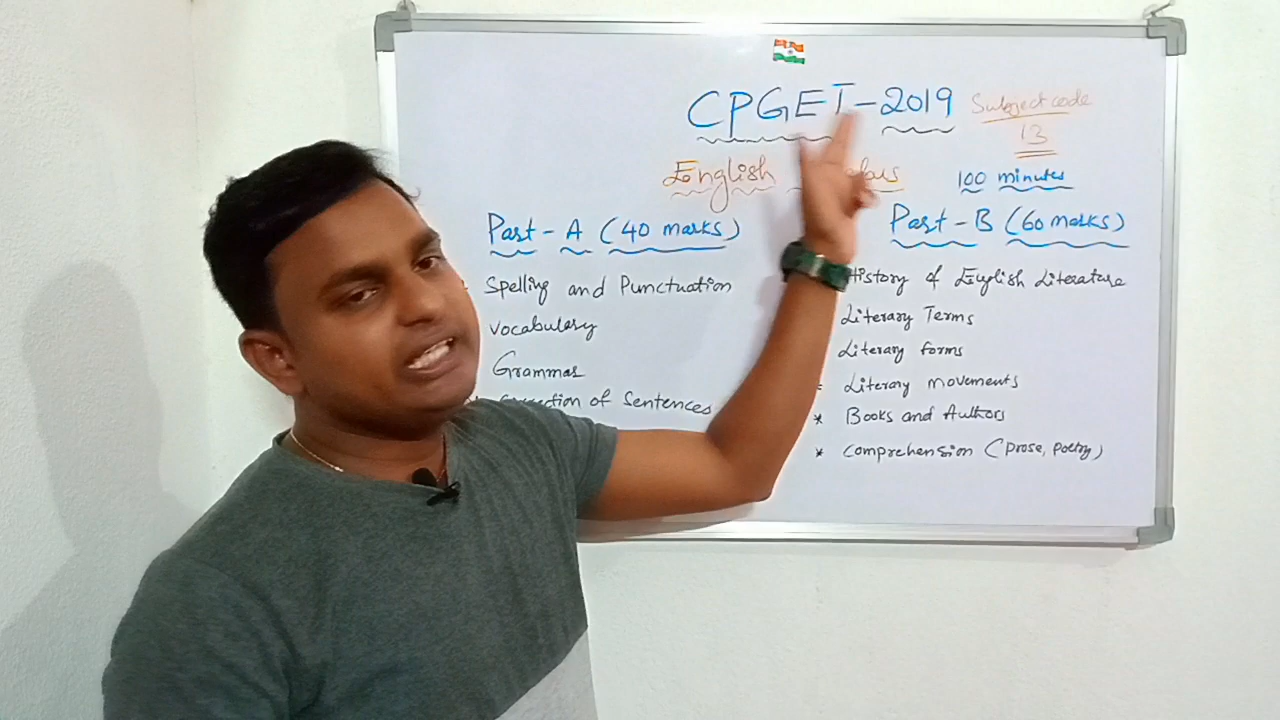 CPGET-2019
Subject code
13
English
100 minutes
Part-A (40 marks)
Spelling and Punctuation
Vocabulary
Grammar
of Sentences
Part-B (60 marks)
History of English Literature
Literary Terms
Literary forms
* Literary movements
* Books and Authors
* Comprehension (Prose, Poetry)